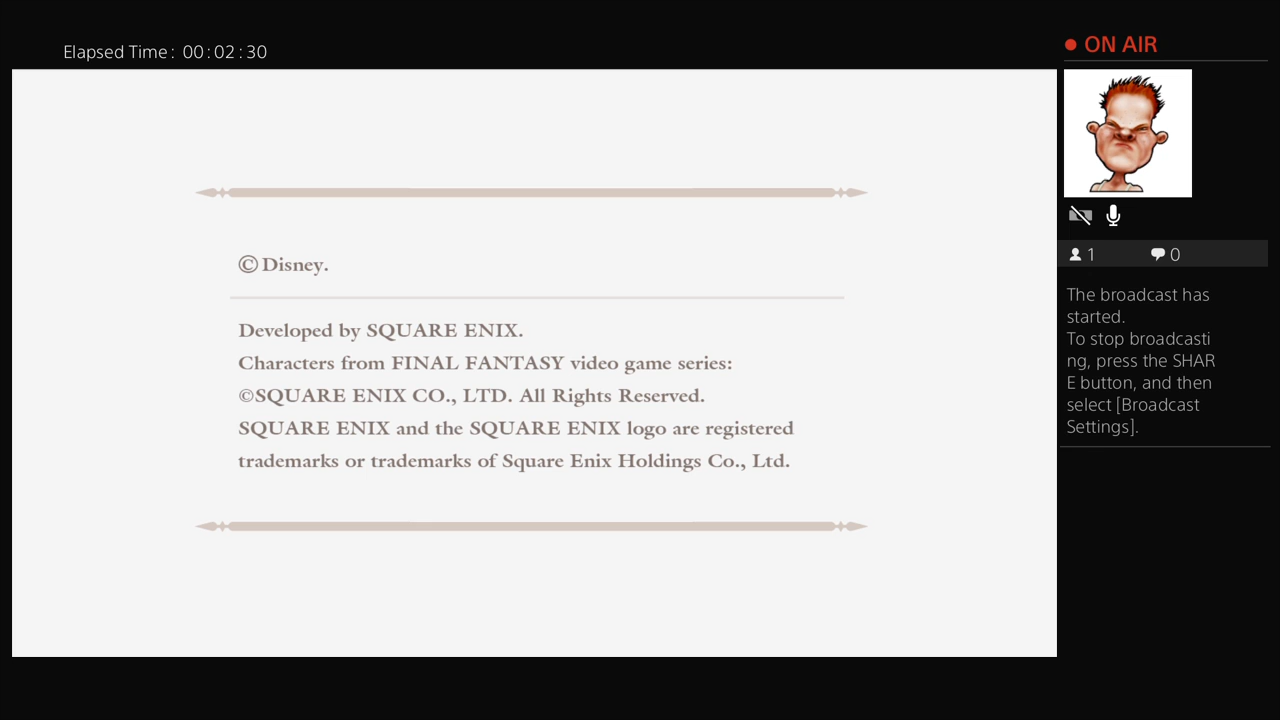 Elapsed Time: 00:02:30
ON AIR
© Disney.
Developed by SQUARE ENIX.
Characters from FINAL FANTASY video game series:
©SQUARE ENIX CO., LTD. All Rights Reserved.
SQUARE ENIX and the SQUARE ENIX logo are registered
trademarks or trademarks of Square Enix Holdings Co., Ltd.
1 0
The broadcast has
started.
To stop broadcasti
ng, press the SHAR
E button, and then
select [Broadcast
Settings].